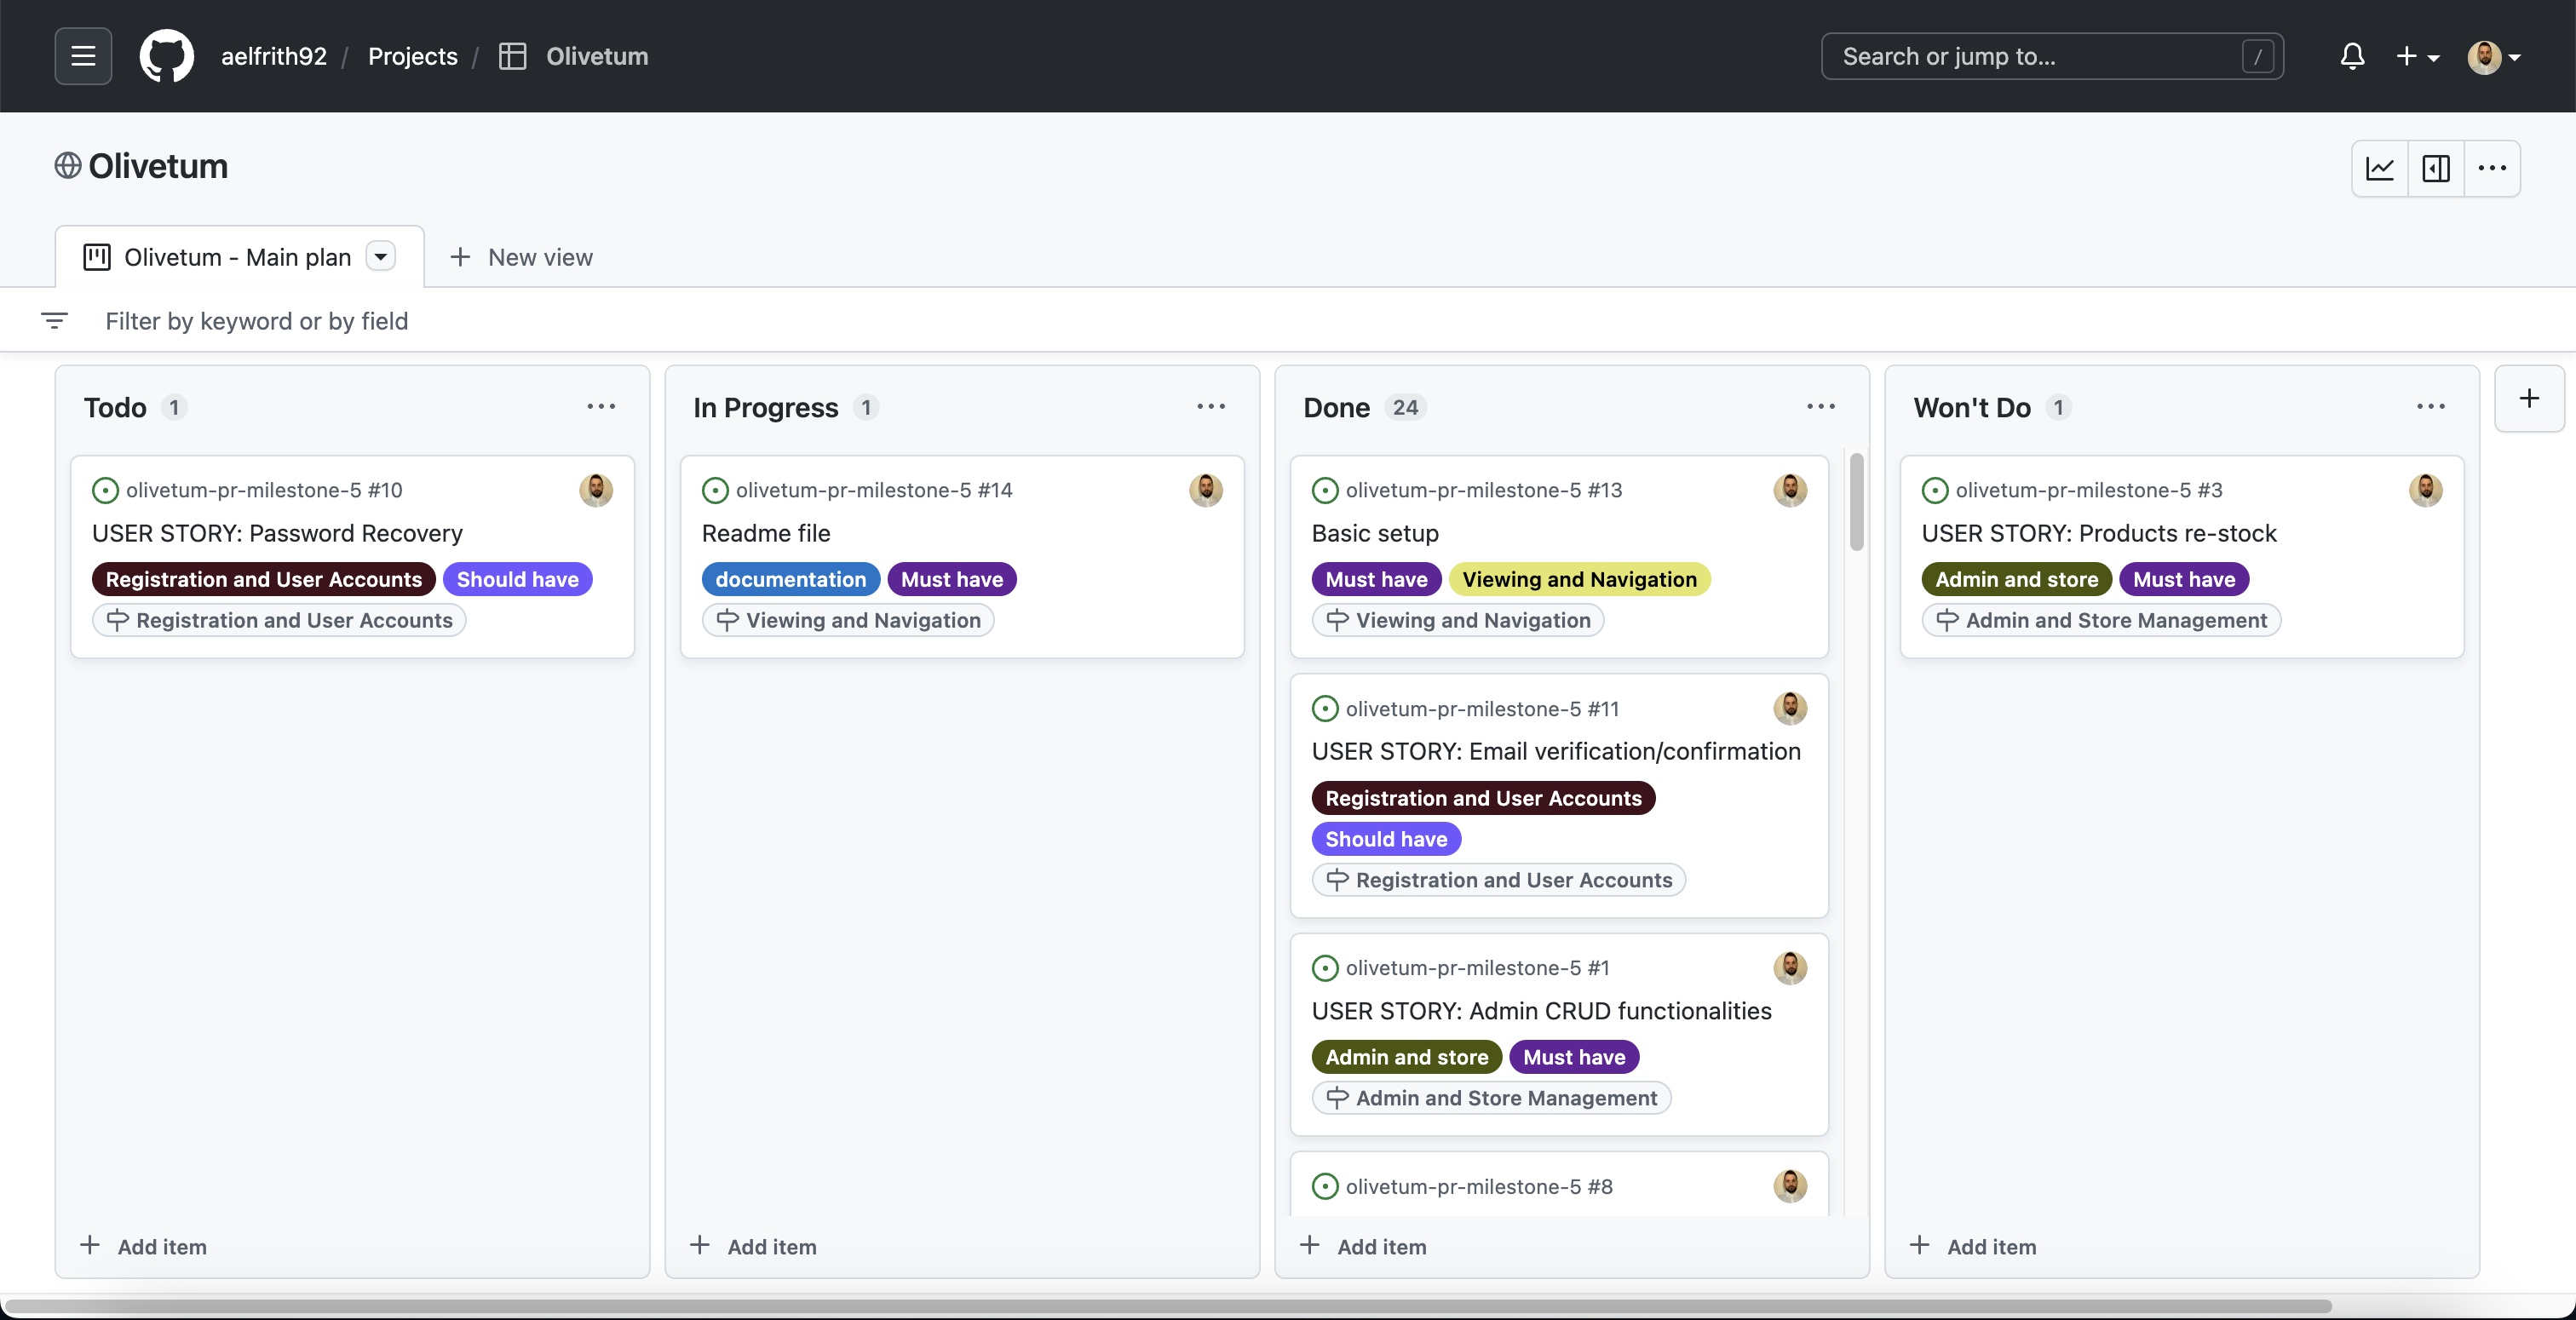 aelfrith92 / Projects / Olivetum
Search or jump to... /
Olivetum
Olivetum - Main plan
New view
Filter by keyword or by field
Todo 1
olivetum-pr-milestone-5 #10
USER STORY: Password Recovery
Registration and User Accounts Should have
Registration and User Accounts
Add item
In Progress 1
olivetum-pr-milestone-5 #14
Readme file
documentation Must have
Viewing and Navigation
Add item
Done 24
olivetum-pr-milestone-5 #13
Basic setup
Must have Viewing and Navigation
Viewing and Navigation
olivetum-pr-milestone-5 #11
USER STORY: Email verification/confirmation
Registration and User Accounts
Should have
Registration and User Accounts
olivetum-pr-milestone-5 #1
USER STORY: Admin CRUD functionalities
Admin and store Must have
Admin and Store Management
olivetum-pr-milestone-5 #8
Add item
Won't Do 1
olivetum-pr-milestone-5 #3
USER STORY: Products re-stock
Admin and store Must have
Admin and Store Management
Add item